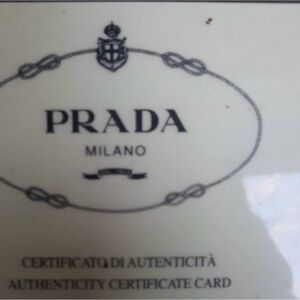 PRADA
MILANO
CERTIFICATO DI AUTENTICITÀ
AUTHENTICITY CERTIFICATE CARD